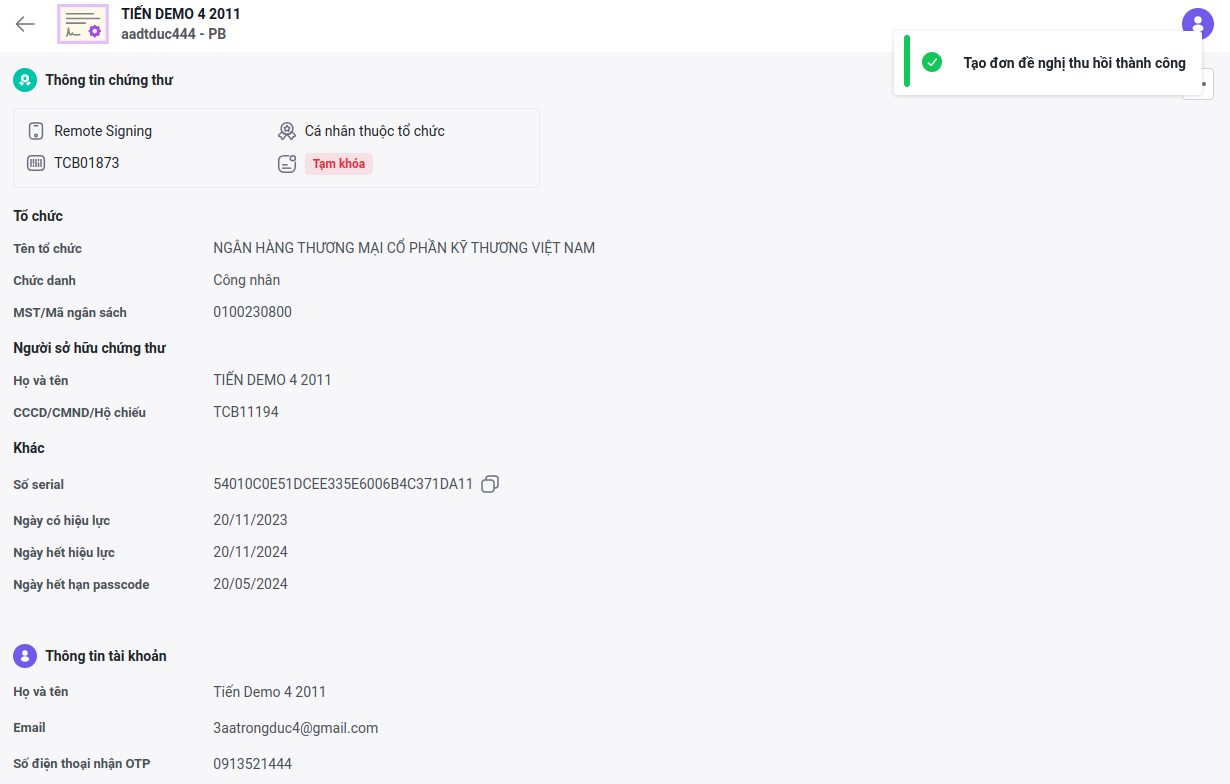 TIẾN DEMO 4 2011
aadtduc444 - PB
Tạo đơn đề nghị thu hồi thành công
Thông tin chứng thư
Remote Signing
Cá nhân thuộc tổ chức
TCB01873
Tạm khóa
Tổ chức
Tên tổ chức NGÂN HÀNG THƯƠNG MẠI CỔ PHẦN KỸ THƯƠNG VIỆT NAM
Chức danh Công nhân
MST/Mã ngân sách 0100230800
Người sở hữu chứng thư
Họ và tên TIẾN DEMO 4 2011
CCCD/CMND/Hộ chiếu TCB11194
Khác
Số serial 54010C0E51DCEE335E6006B4C371DA11
Ngày có hiệu lực 20/11/2023
Ngày hết hiệu lực 20/11/2024
Ngày hết hạn passcode 20/05/2024
Thông tin tài khoản
Họ và tên Tiến Demo 4 2011
Email 3aatrongduc4@gmail.com
Số điện thoại nhận OTP 0913521444